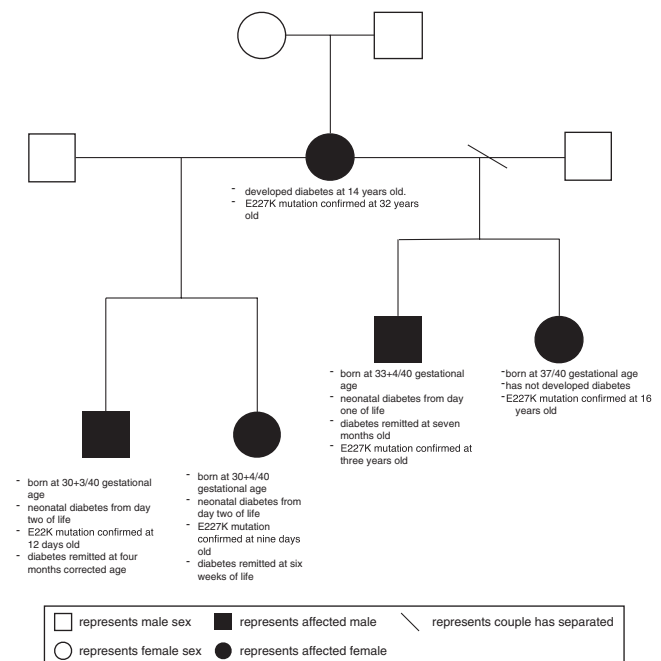 - developed diabetes at 14 years old.
- E227K mutation confirmed at 32 years
old
- born at 33+4/40 gestational
age
- neonatal diabetes from day
one of life
- diabetes remitted at seven
months old
- E227K mutation confirmed at
three years old
-born at 37/40 gestational age
-has not developed diabetes
-E227K mutation confirmed at 16
years old
- born at 30+3/40 gestational
age
- neonatal diabetes from day
two of life
- E22K mutation confirmed at
12 days old
- diabetes remitted at four
months corrected age
- born at 30+4/40
gestational age
- neonatal diabetes from
day two of life
- E227K mutation
confirmed at nine days
old
- diabetes remitted at six
weeks of life
represents male sex represents affected male represents couple has separated
represents female sex represents affected female